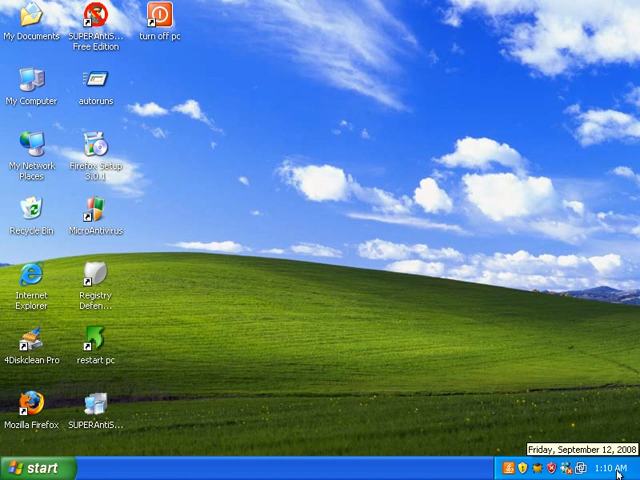 My Documents
SUPERAntiS...
Free Edition
turn off pc
My Computer
autoruns
My Network
Places
Firefox Setup
3.0.1
Recycle Bin
MicroAntivirus
Internet
Explorer
Registry
Defen...
4Diskclean Pro
restart pc
Mozilla Firefox
SUPERAntiS...
Friday, September 12, 2008
start
1:10 AM